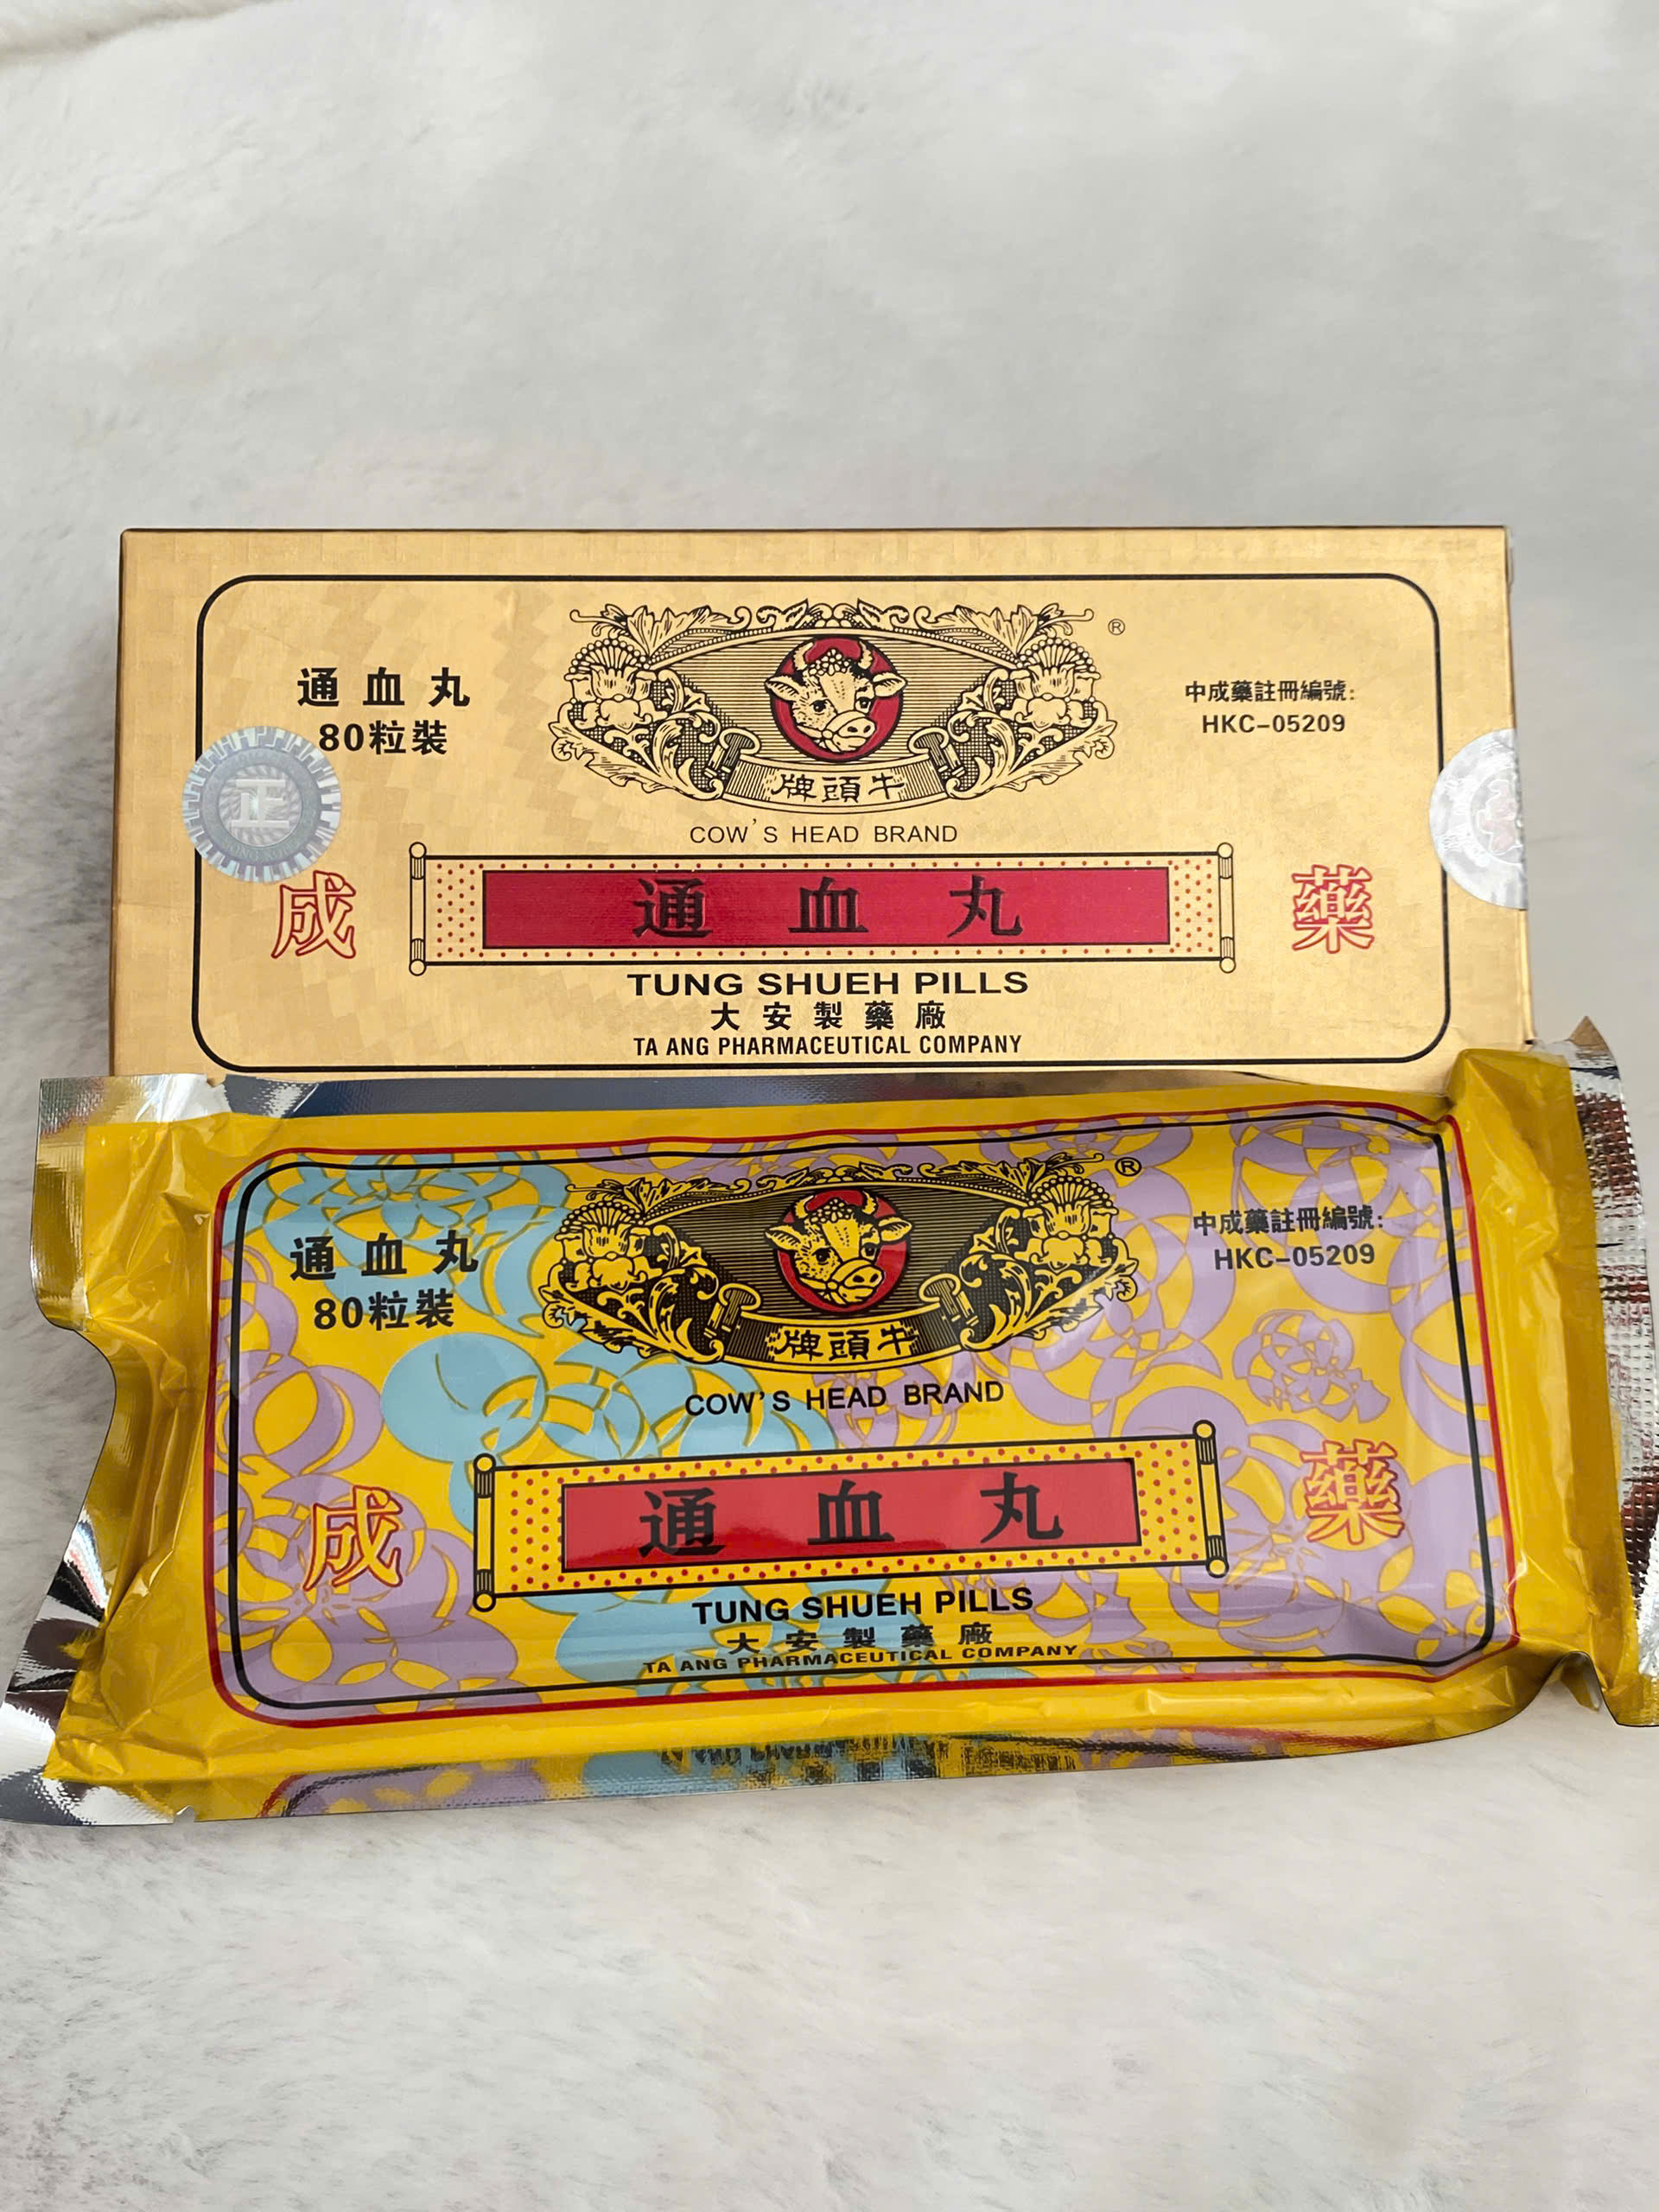 通血丸
80粒裝
®
中成藥註冊編號:
HKC-05209
牌頭牛
COW'S HEAD BRAND
正
成
通血丸
藥
TUNG SHUEH PILLS
大安製藥廠
TA ANG PHARMACEUTICAL COMPANY
通血丸
80粒裝
®
中成藥註冊編號:
HKC-05209
牌頭牛
COW'S HEAD BRAND
成
通血丸
藥
TUNG SHUEH PILLS
大安製藥廠
TA ANG PHARMACEUTICAL COMPANY